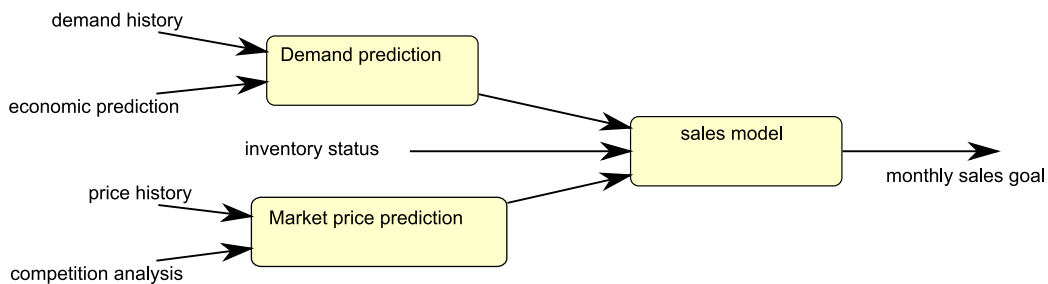 demand history
Demand prediction
economic prediction
sales model
inventory status
monthly sales goal
price history
Market price prediction
competition analysis